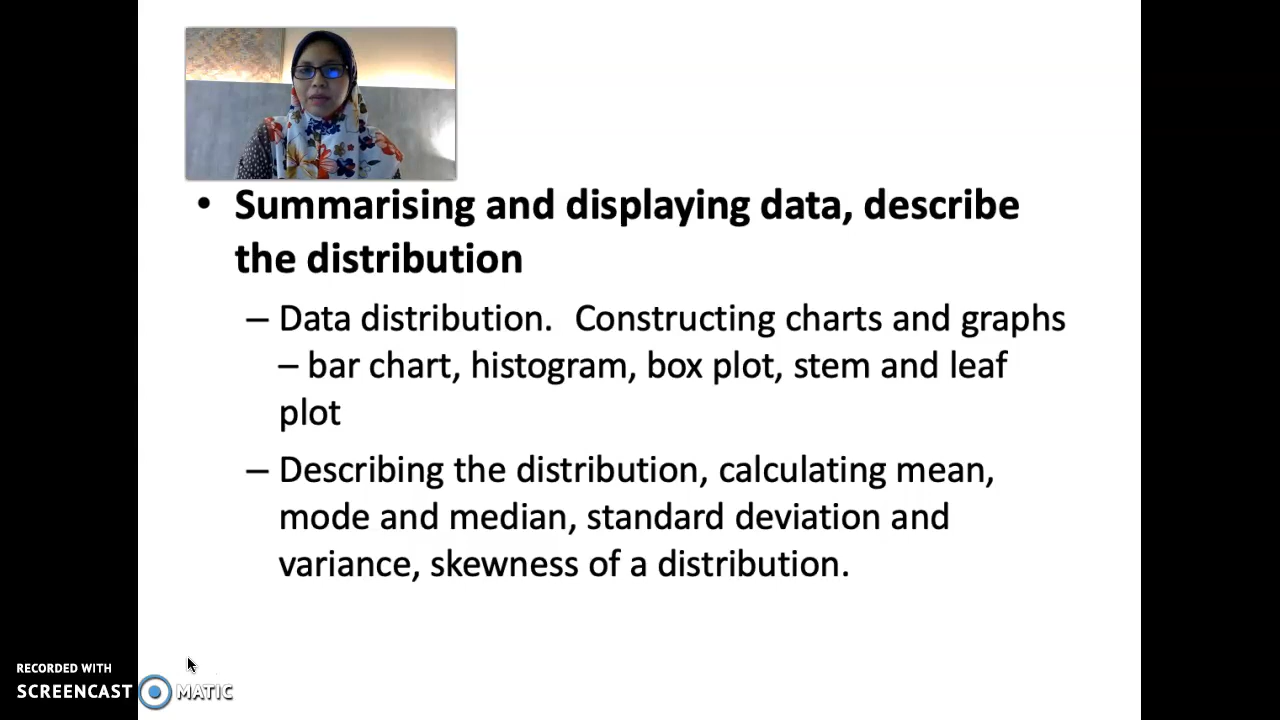 • Summarising and displaying data, describe
the distribution
– Data distribution.  Constructing charts and graphs
– bar chart, histogram, box plot, stem and leaf
plot
– Describing the distribution, calculating mean,
mode and median, standard deviation and
variance, skewness of a distribution.
RECORDED WITH
SCREENCAST MATIC